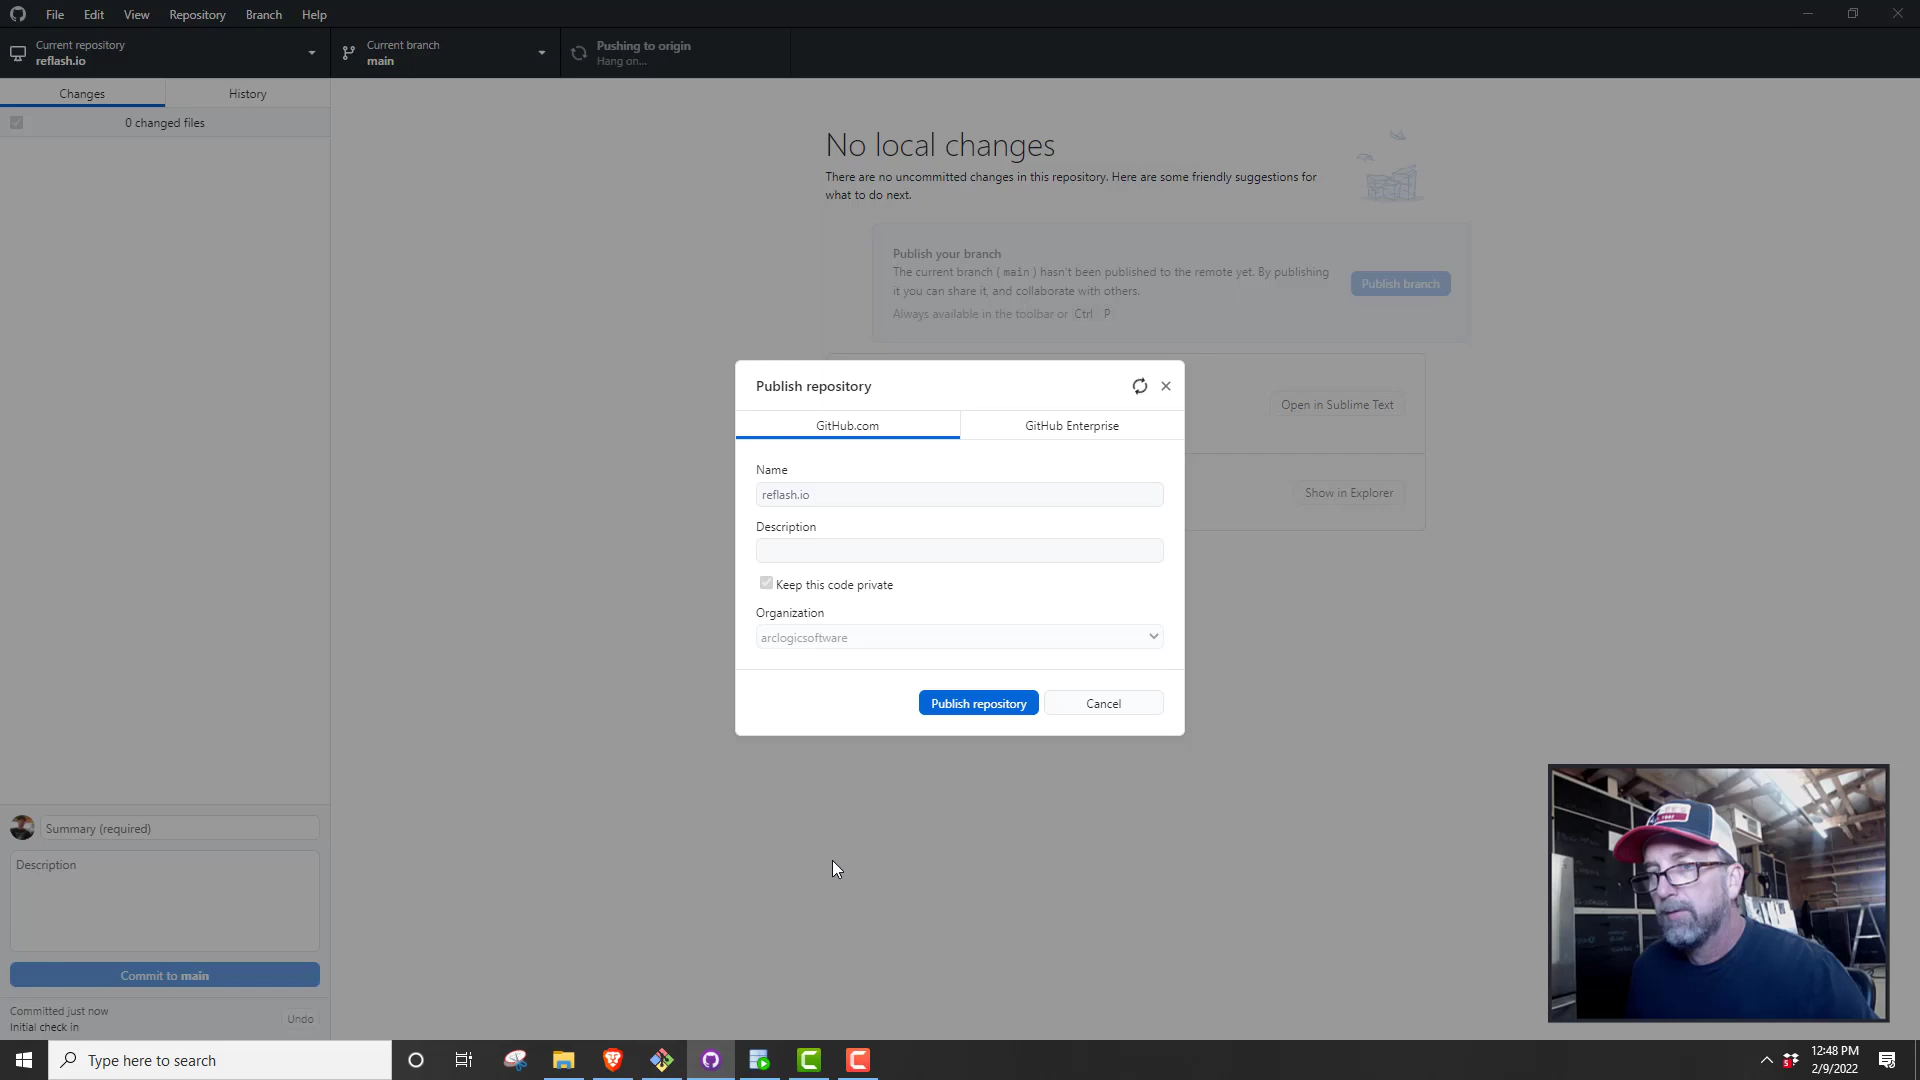 File Edit View Repository Branch Help
Current repository
reflash.io
Current branch
main
Pushing to origin
Hang on...
Changes
History
0 changed files
No local changes
There are no uncommitted changes in this repository. Here are some friendly suggestions for
what to do next.
Publish your branch
The current branch ( main ) hasn't been published to the remote yet. By publishing
it you can share it, and collaborate with others.
Always available in the toolbar or Ctrl P
Publish branch
Open in Sublime Text
Show in Explorer
Publish repository
GitHub.com
GitHub Enterprise
Name
reflash.io
Description
Keep this code private
Organization
arclogicsoftware
Publish repository
Cancel
Summary (required)
Description
Commit to main
Committed just now
Initial check in
Undo
Type here to search
12:48 PM
2/9/2022